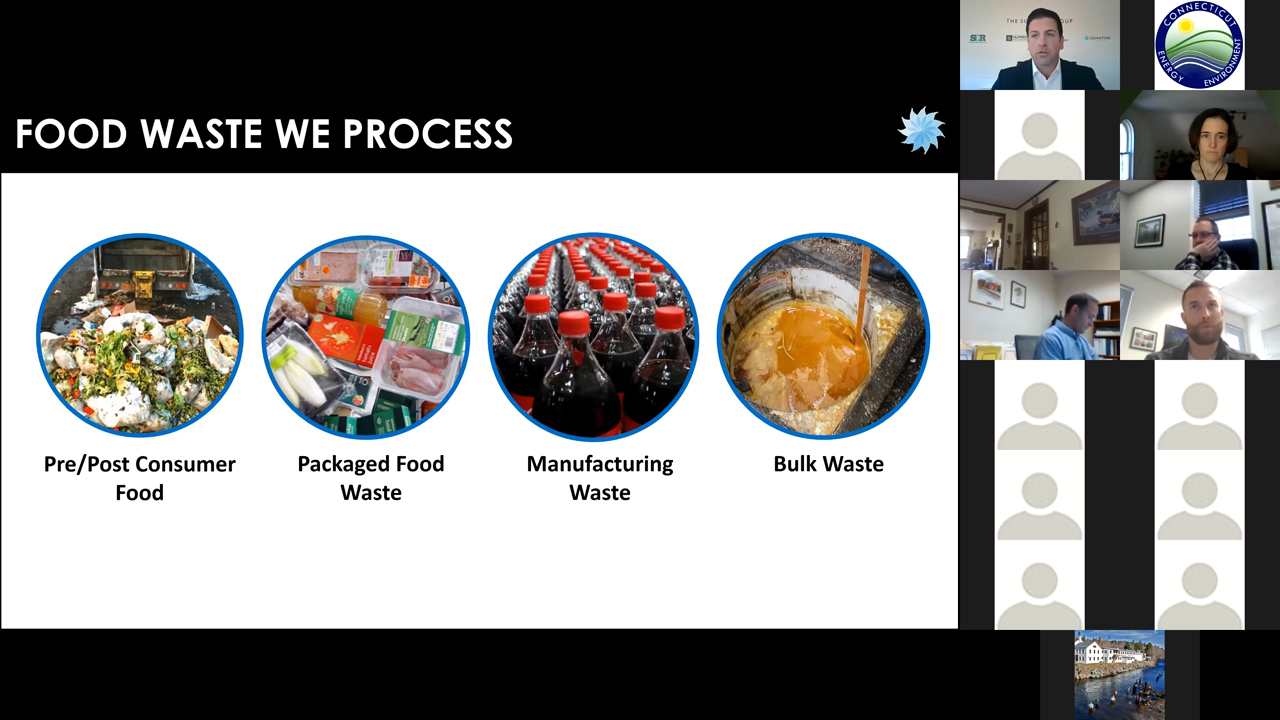 FOOD WASTE WE PROCESS
Pre/Post Consumer
Food
Packaged Food
Waste
Manufacturing
Waste
Bulk Waste
CONNECTICUT
ENERGY
ENVIRONMENT